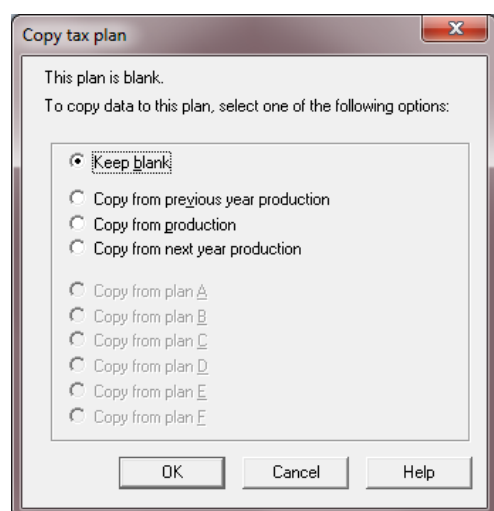 Copy tax plan
This plan is blank.
To copy data to this plan, select one of the following options:
Keep blank
Copy from previous year production
Copy from production
Copy from next year production
Copy from plan A
Copy from plan B
Copy from plan C
Copy from plan D
Copy from plan E
Copy from plan F
OK Cancel Help